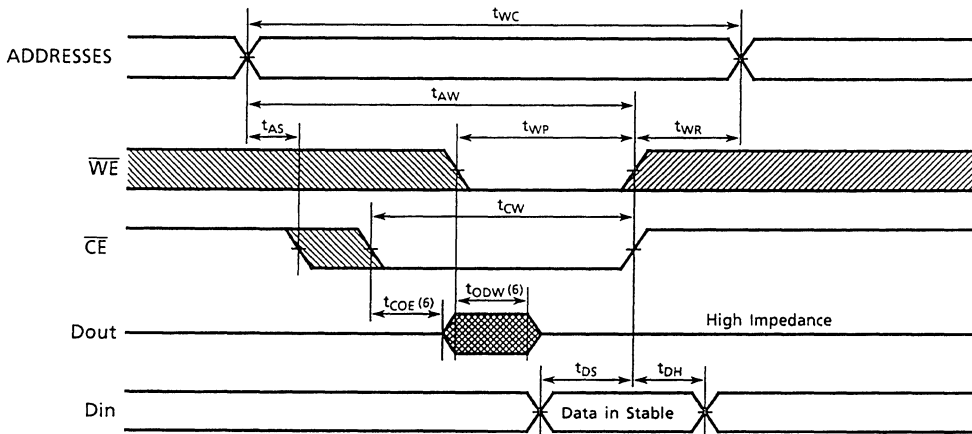 tWC
ADDRESSES
tAW
tAS
tWP
tWR
WE
tCW
CE
tCOE (6)
tODW (6)
High Impedance
Dout
tDS
tDH
Din
Data in Stable